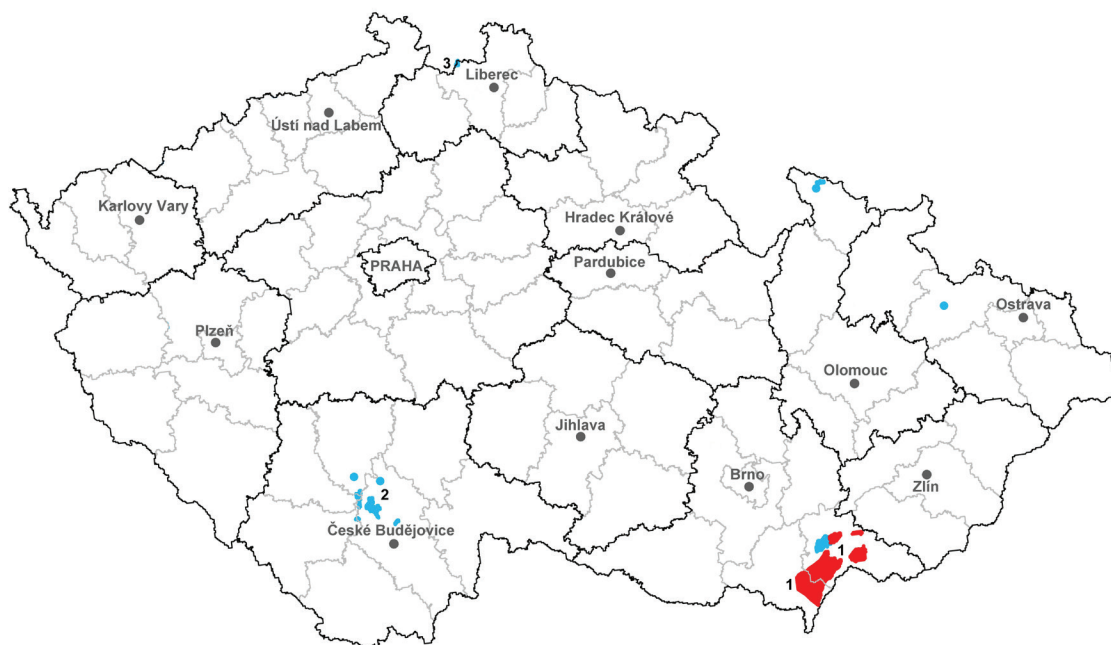 3
Liberec
Ústí nad Labem
Karlovy Vary
Hradec Králové
PRAHA
Pardubice
Ostrava
Plzeň
Olomouc
Jihlava
Brno
Zlín
2
České Budějovice
1
1